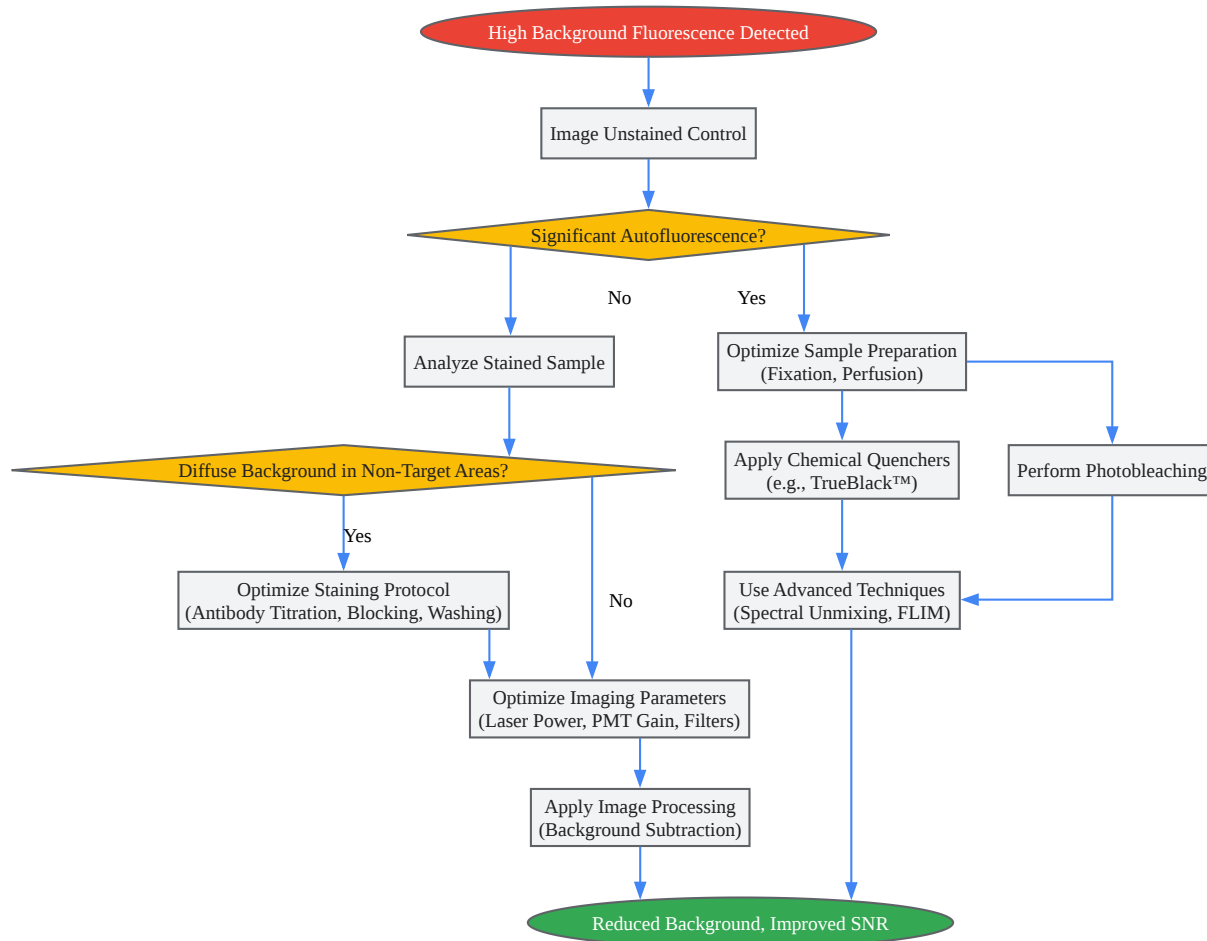 High Background Fluorescence Detected
Image Unstained Control
Significant Autofluorescence?
No
Yes
Analyze Stained Sample
Optimize Sample Preparation
(Fixation, Perfusion)
Diffuse Background in Non-Target Areas?
Apply Chemical Quenchers
(e.g., TrueBlack™)
Perform Photobleaching
Yes
Optimize Staining Protocol
(Antibody Titration, Blocking, Washing)
No
Use Advanced Techniques
(Spectral Unmixing, FLIM)
Optimize Imaging Parameters
(Laser Power, PMT Gain, Filters)
Apply Image Processing
(Background Subtraction)
Reduced Background, Improved SNR